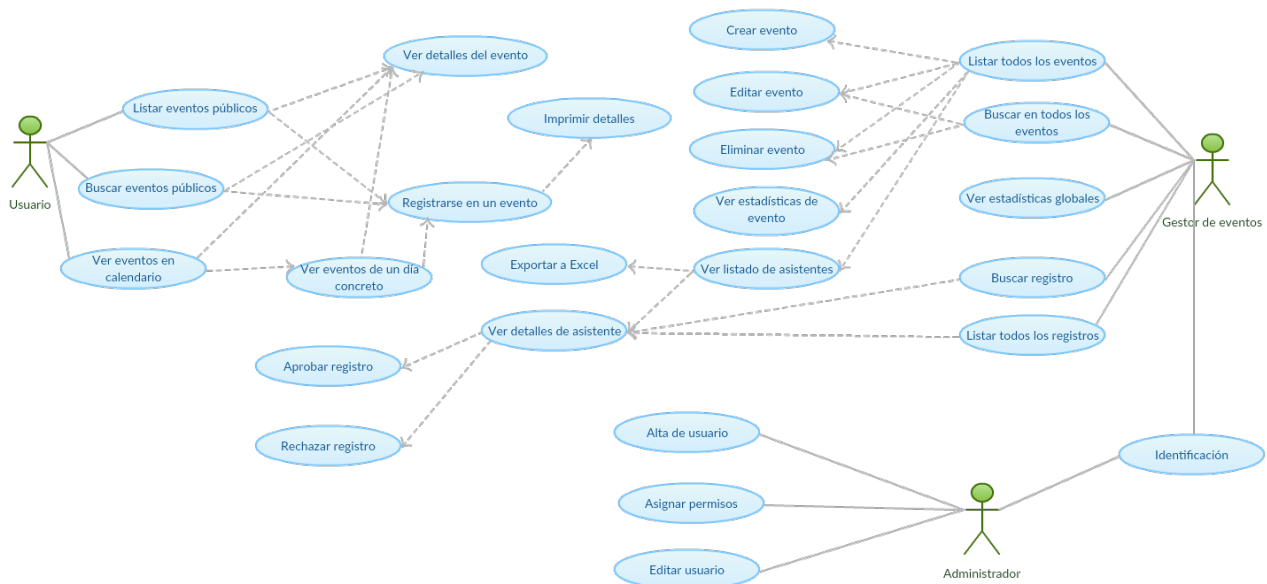 Crear evento
Ver detalles del evento
Listar todos los eventos
Editar evento
Listar eventos públicos
Imprimir detalles
Buscar en todos los
eventos
Eliminar evento
Buscar eventos públicos
Usuario
Registrarse en un evento
Ver estadísticas de
evento
Ver estadísticas globales
Gestor de eventos
Ver eventos en
calendario
Ver eventos de un día
concreto
Exportar a Excel
Ver listado de asistentes
Buscar registro
Ver detalles de asistente
Listar todos los registros
Aprobar registro
Rechazar registro
Alta de usuario
Identificación
Asignar permisos
Editar usuario
Administrador